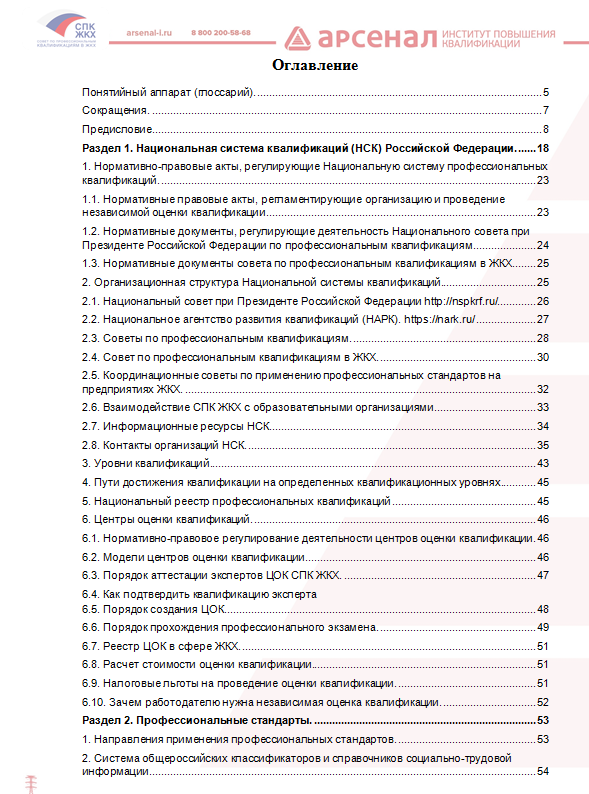 СПК
ЖКХ
СОВЕТ ПО ПРОФЕССИОНАЛЬНЫМ
КВАЛИФИКАЦИЯМ В ЖКХ
arsenal-i.ru 8 800 200-58-68
арсенал ИНСТИТУТ ПОВЫШЕНИЯ
КВАЛИФИКАЦИИ
Оглавление
Понятийный аппарат (глоссарий). 5
Сокращения. 7
Предисловие 8
Раздел 1. Национальная система квалификаций (НСК) Российской Федерации. 18
1. Нормативно-правовые акты, регулирующие Национальную систему профессиональных
квалификаций. 23
1.1. Нормативные правовые акты, регламентирующие организацию и проведение
независимой оценки квалификации 23
1.2. Нормативные документы, регулирующие деятельность Национального совета при
Президенте Российской Федерации по профессиональным квалификациям 24
1.3. Нормативные документы совета по профессиональным квалификациям в ЖКХ. 25
2. Организационная структура Национальной системы квалификаций. 25
2.1. Национальный совет при Президенте Российской Федерации http://nspkrf.ru/ 26
2.2. Национальное агентство развития квалификаций (НАРК). https://nark.ru/ 27
2.3. Советы по профессиональным квалификациям. 28
2.4. Совет по профессиональным квалификациям в ЖКХ. 30
2.5. Координационные советы по применению профессиональных стандартов на
предприятиях ЖКХ. 32
2.6. Взаимодействие СПК ЖКХ с образовательными организациями 33
2.7. Информационные ресурсы НСК 34
2.8. Контакты организаций НСК. 35
3. Уровни квалификаций. 43
4. Пути достижения квалификации на определенных квалификационных уровнях. 45
5. Национальный реестр профессиональных квалификаций 45
6. Центры оценки квалификаций. 46
6.1. Нормативно-правовое регулирование деятельности центров оценки квалификации. 46
6.2. Модели центров оценки квалификации 46
6.3. Порядок аттестации экспертов ЦОК СПК ЖКХ. 47
6.4. Как подтвердить квалификацию эксперта
6.5. Порядок создания ЦОК 48
6.6. Порядок прохождения профессионального экзамена. 49
6.7. Реестр ЦОК в сфере ЖКХ. 51
6.8. Расчет стоимости оценки квалификации. 51
6.9. Налоговые льготы на проведение оценки квалификации. 51
6.10. Зачем работодателю нужна независимая оценка квалификации. 52
Раздел 2. Профессиональные стандарты. 53
1. Направления применения профессиональных стандартов. 53
2. Система общероссийских классификаторов и справочников социально-трудовой
информации 54